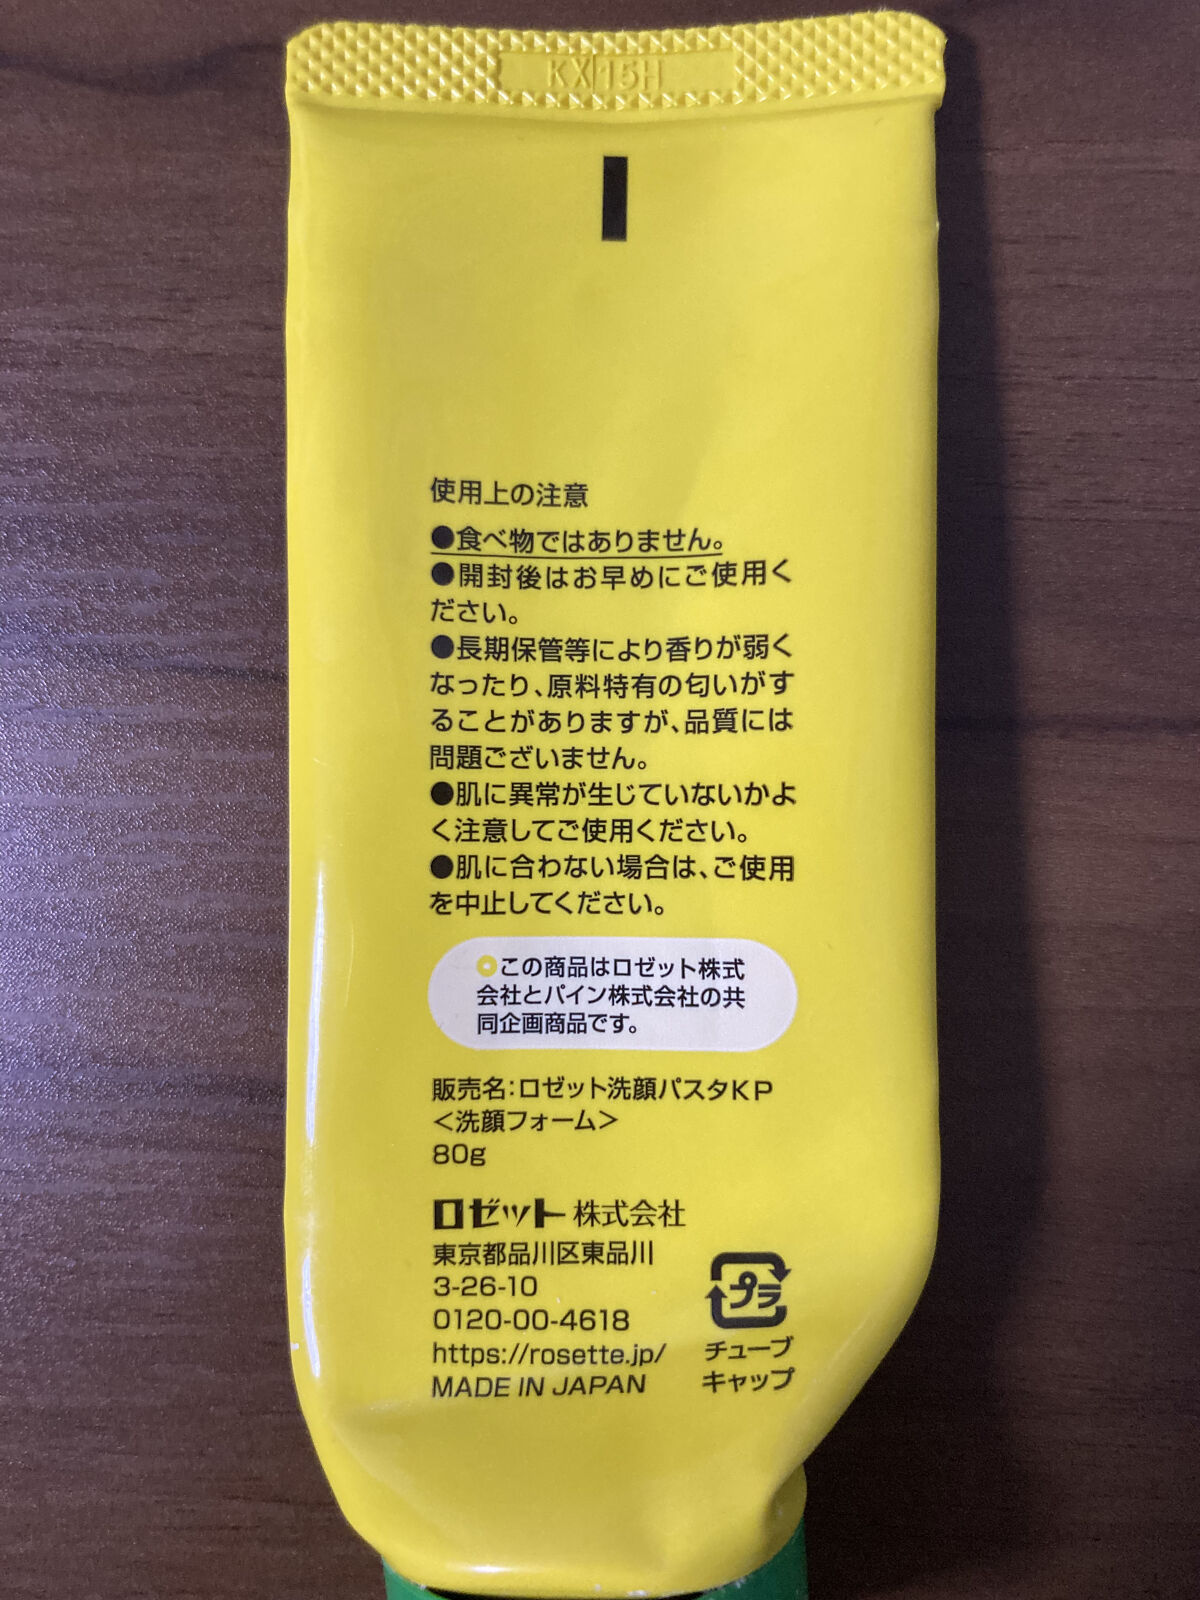 KX15H
使用上の注意
●食べ物ではありません。
●開封後はお早めにご使用く
ださい。
●長期保管等により香りが弱く
なったり、原料特有の匂いがす
ることがありますが、品質には
問題ございません。
●肌に異常が生じていないかよ
く注意してご使用ください。
●肌に合わない場合は、ご使用
を中止してください。
この商品はロゼット株式
会社とパイン株式会社の共
同企画商品です。
販売名：ロゼット洗顔パスタKP
＜洗顔フォーム＞
80g
ロゼット株式会社
東京都品川区東品川
3-26-10
0120-00-4618
https://rosette.jp/
MADE IN JAPAN
プラ
チューブ
キャップ